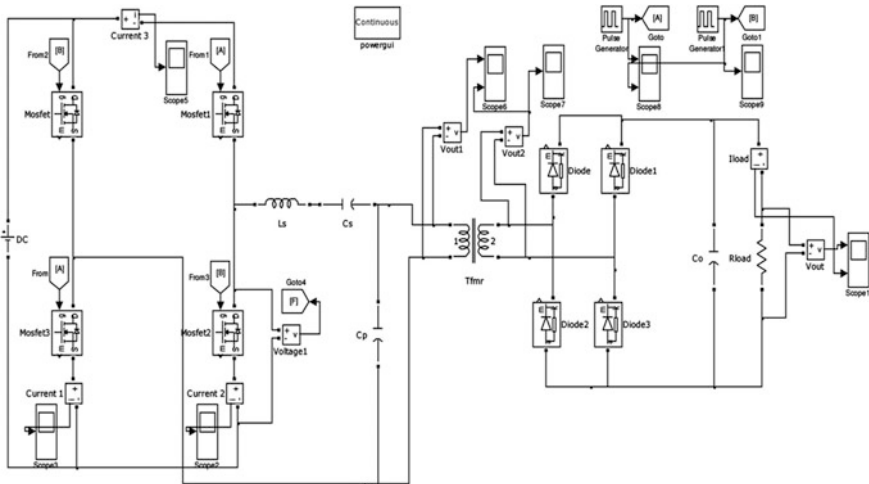 Continuous
powergui
Current 3
From2
[B]
From1
[A]
Scope5
Mosfet
Mosfet1
Pulse
Generator
[A]
Goto
Pulse
Generator1
[B]
Goto1
Scope6
Scope7
Scope8
Scope9
Vout1
Vout2
Diode
Diode1
Iload
Ls
Cs
1
2
Tfmr
DC
From
[A]
From3
[B]
Goto4
[F]
Co
Rload
Vout
Scope1
Mosfet3
Mosfet2
Voltage1
Cp
Diode2
Diode3
Current 1
Current 2
Scope3
Scope2